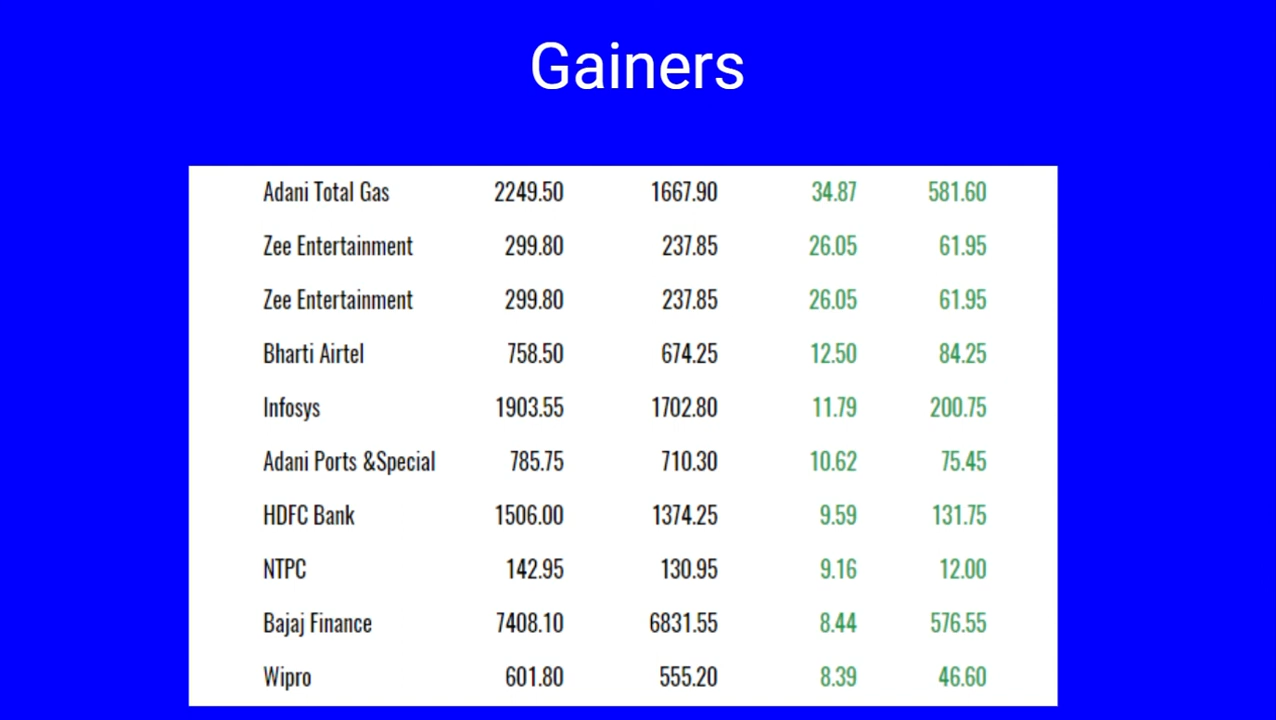 Gainers
Adani Total Gas 2249.50 1667.90 34.87 581.60
Zee Entertainment 299.80 237.85 26.05 61.95
Zee Entertainment 299.80 237.85 26.05 61.95
Bharti Airtel 758.50 674.25 12.50 84.25
Infosys 1903.55 1702.80 11.79 200.75
Adani Ports &Special 785.75 710.30 10.62 75.45
HDFC Bank 1506.00 1374.25 9.59 131.75
NTPC 142.95 130.95 9.16 12.00
Bajaj Finance 7408.10 6831.55 8.44 576.55
Wipro 601.80 555.20 8.39 46.60